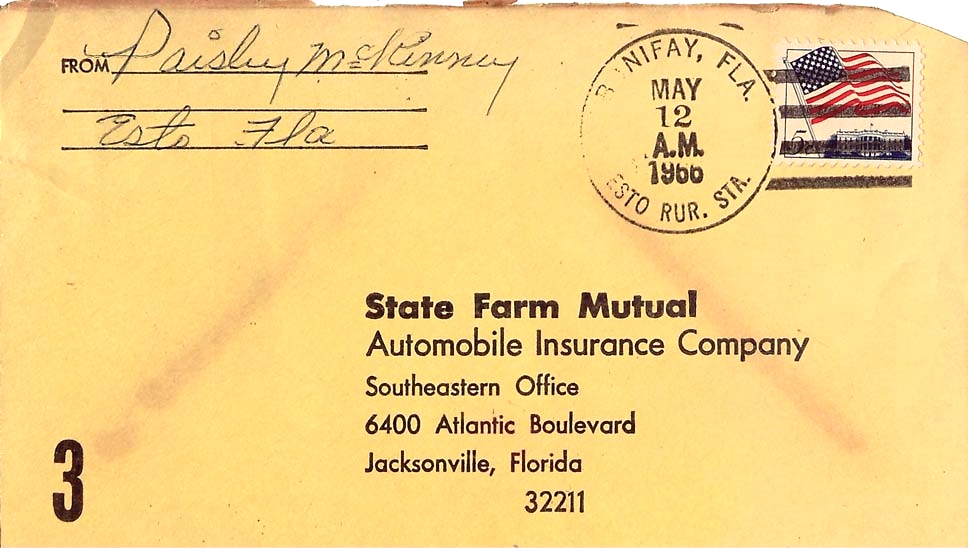 FROM Paisley McKinney
Esto Fla
BONIFAY, FLA.
MAY
12
A.M.
1966
ESTO RUR. STA.
5c
State Farm Mutual
Automobile Insurance Company
Southeastern Office
6400 Atlantic Boulevard
Jacksonville, Florida
32211
3